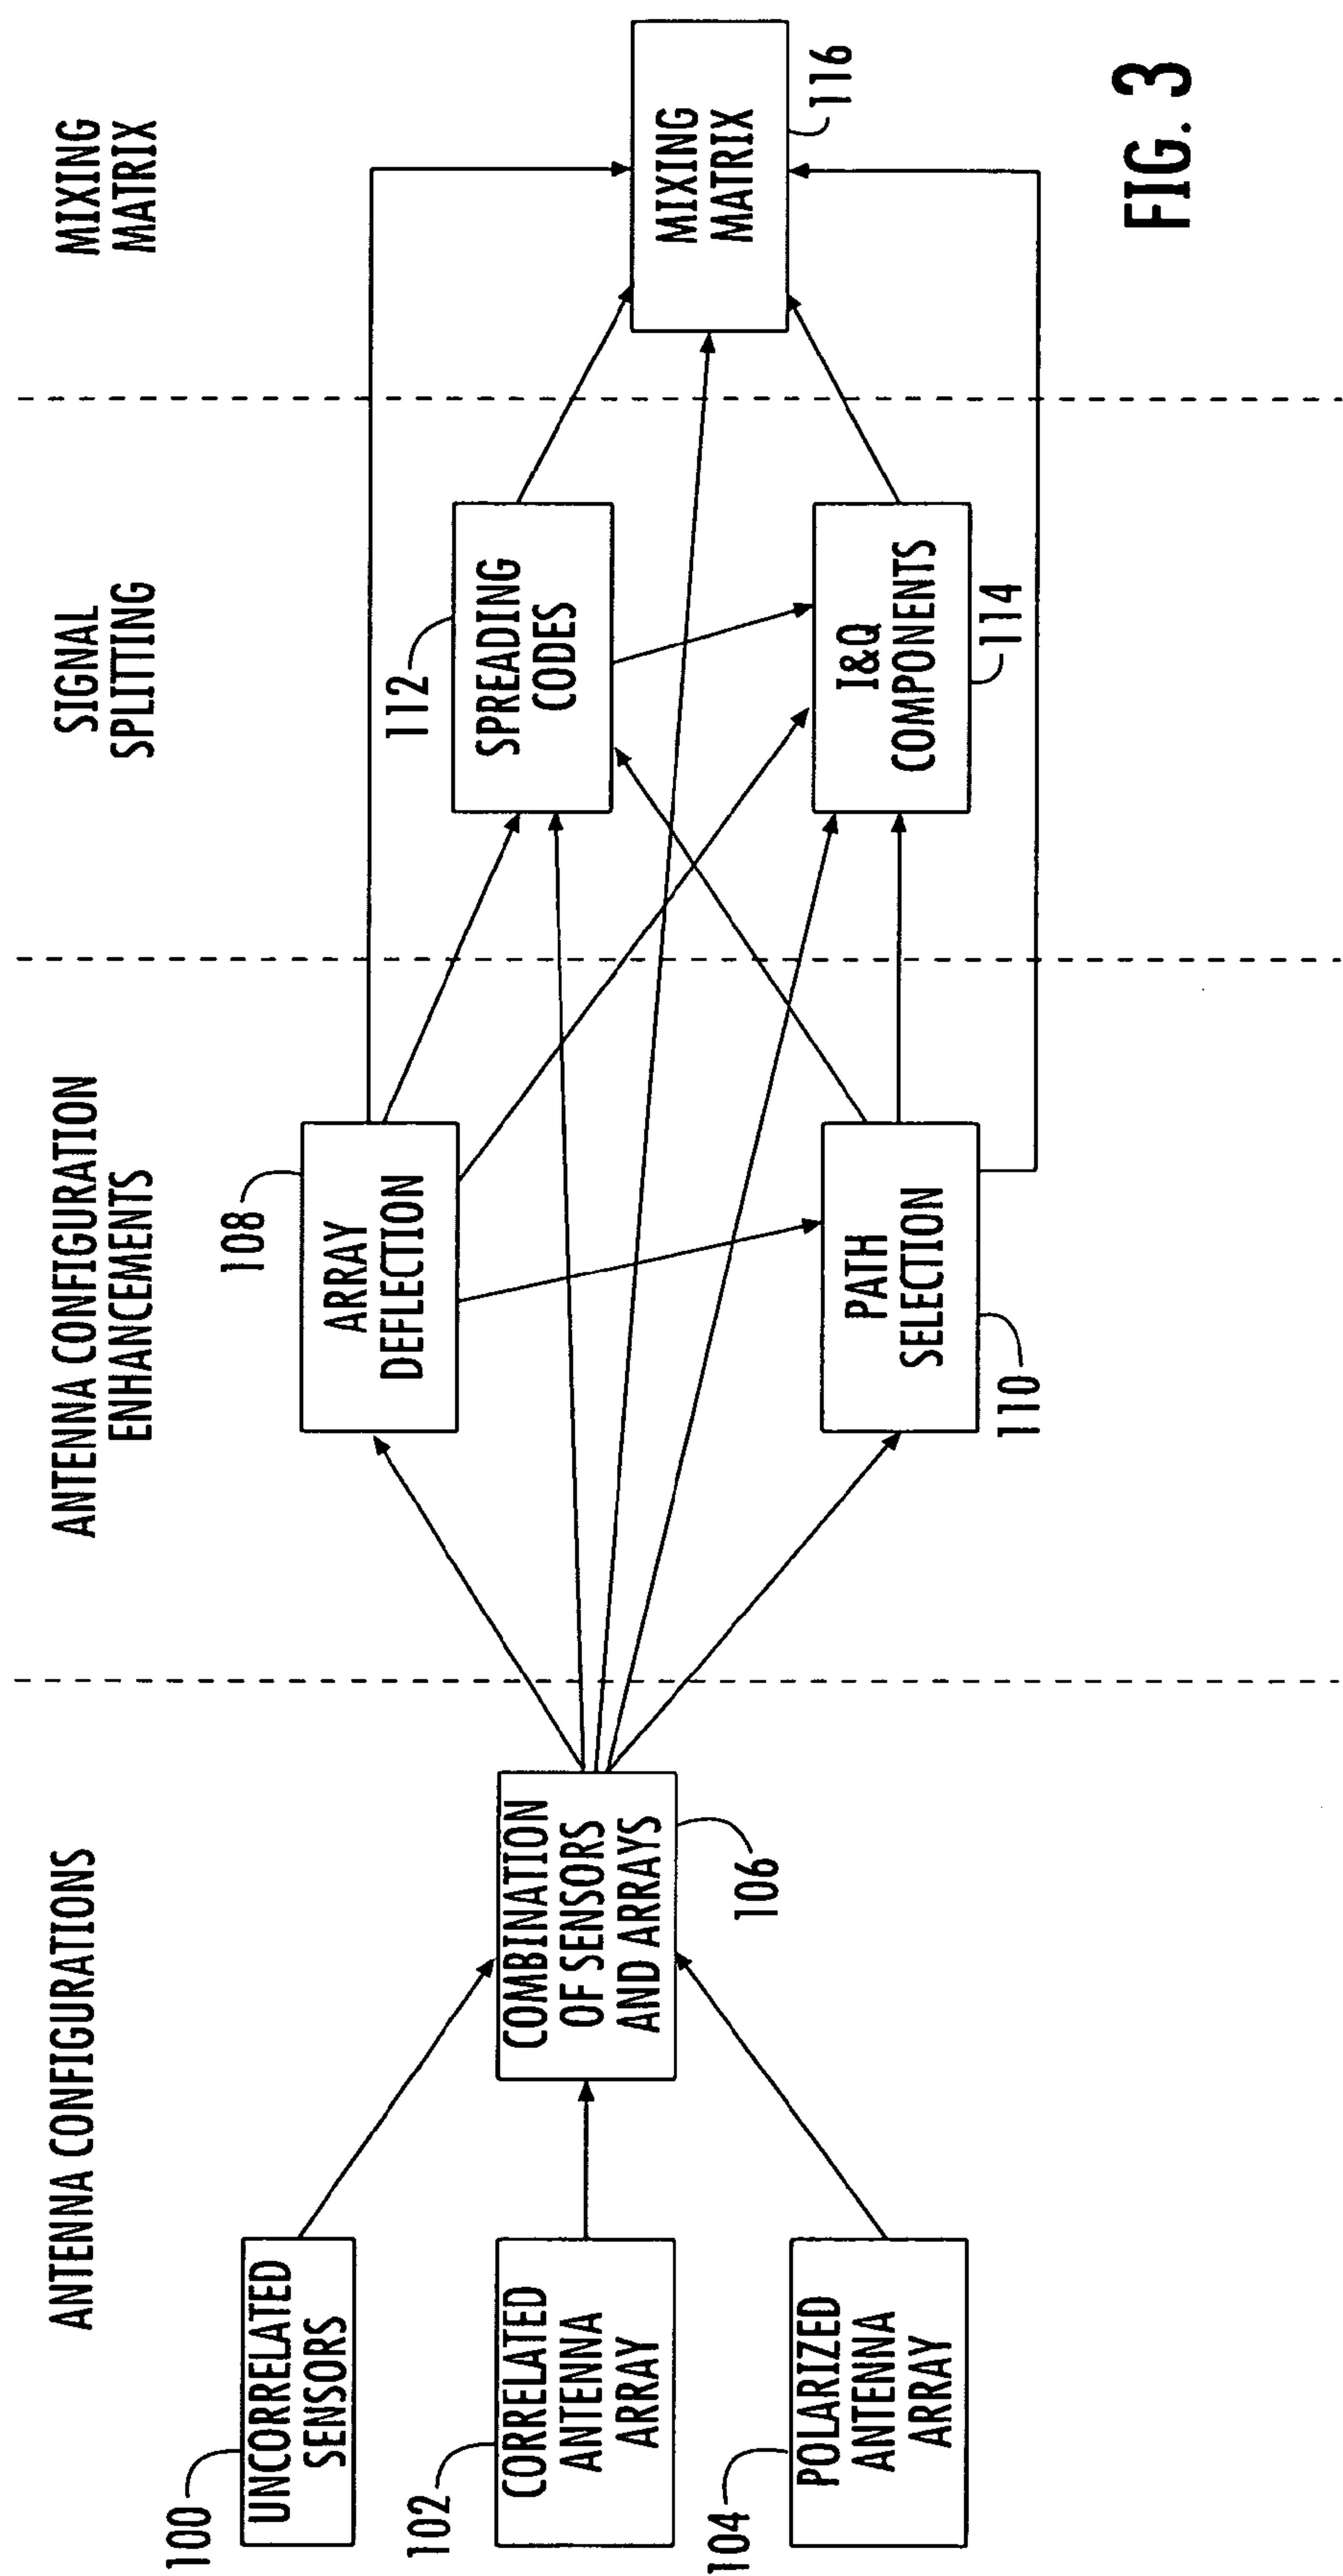 ANTENNA CONFIGURATIONS
ANTENNA CONFIGURATION
ENHANCEMENTS
SIGNAL
SPLITTING
MIXING
MATRIX
100
UNCORRELATED
SENSORS
102
CORRELATED
ANTENNA
ARRAY
104
POLARIZED
ANTENNA
ARRAY
COMBINATION
OF SENSORS
AND ARRAYS
106
108
ARRAY
DEFLECTION
PATH
SELECTION
110
112
SPREADING
CODES
I&Q
COMPONENTS
114
MIXING
MATRIX
116
FIG. 3